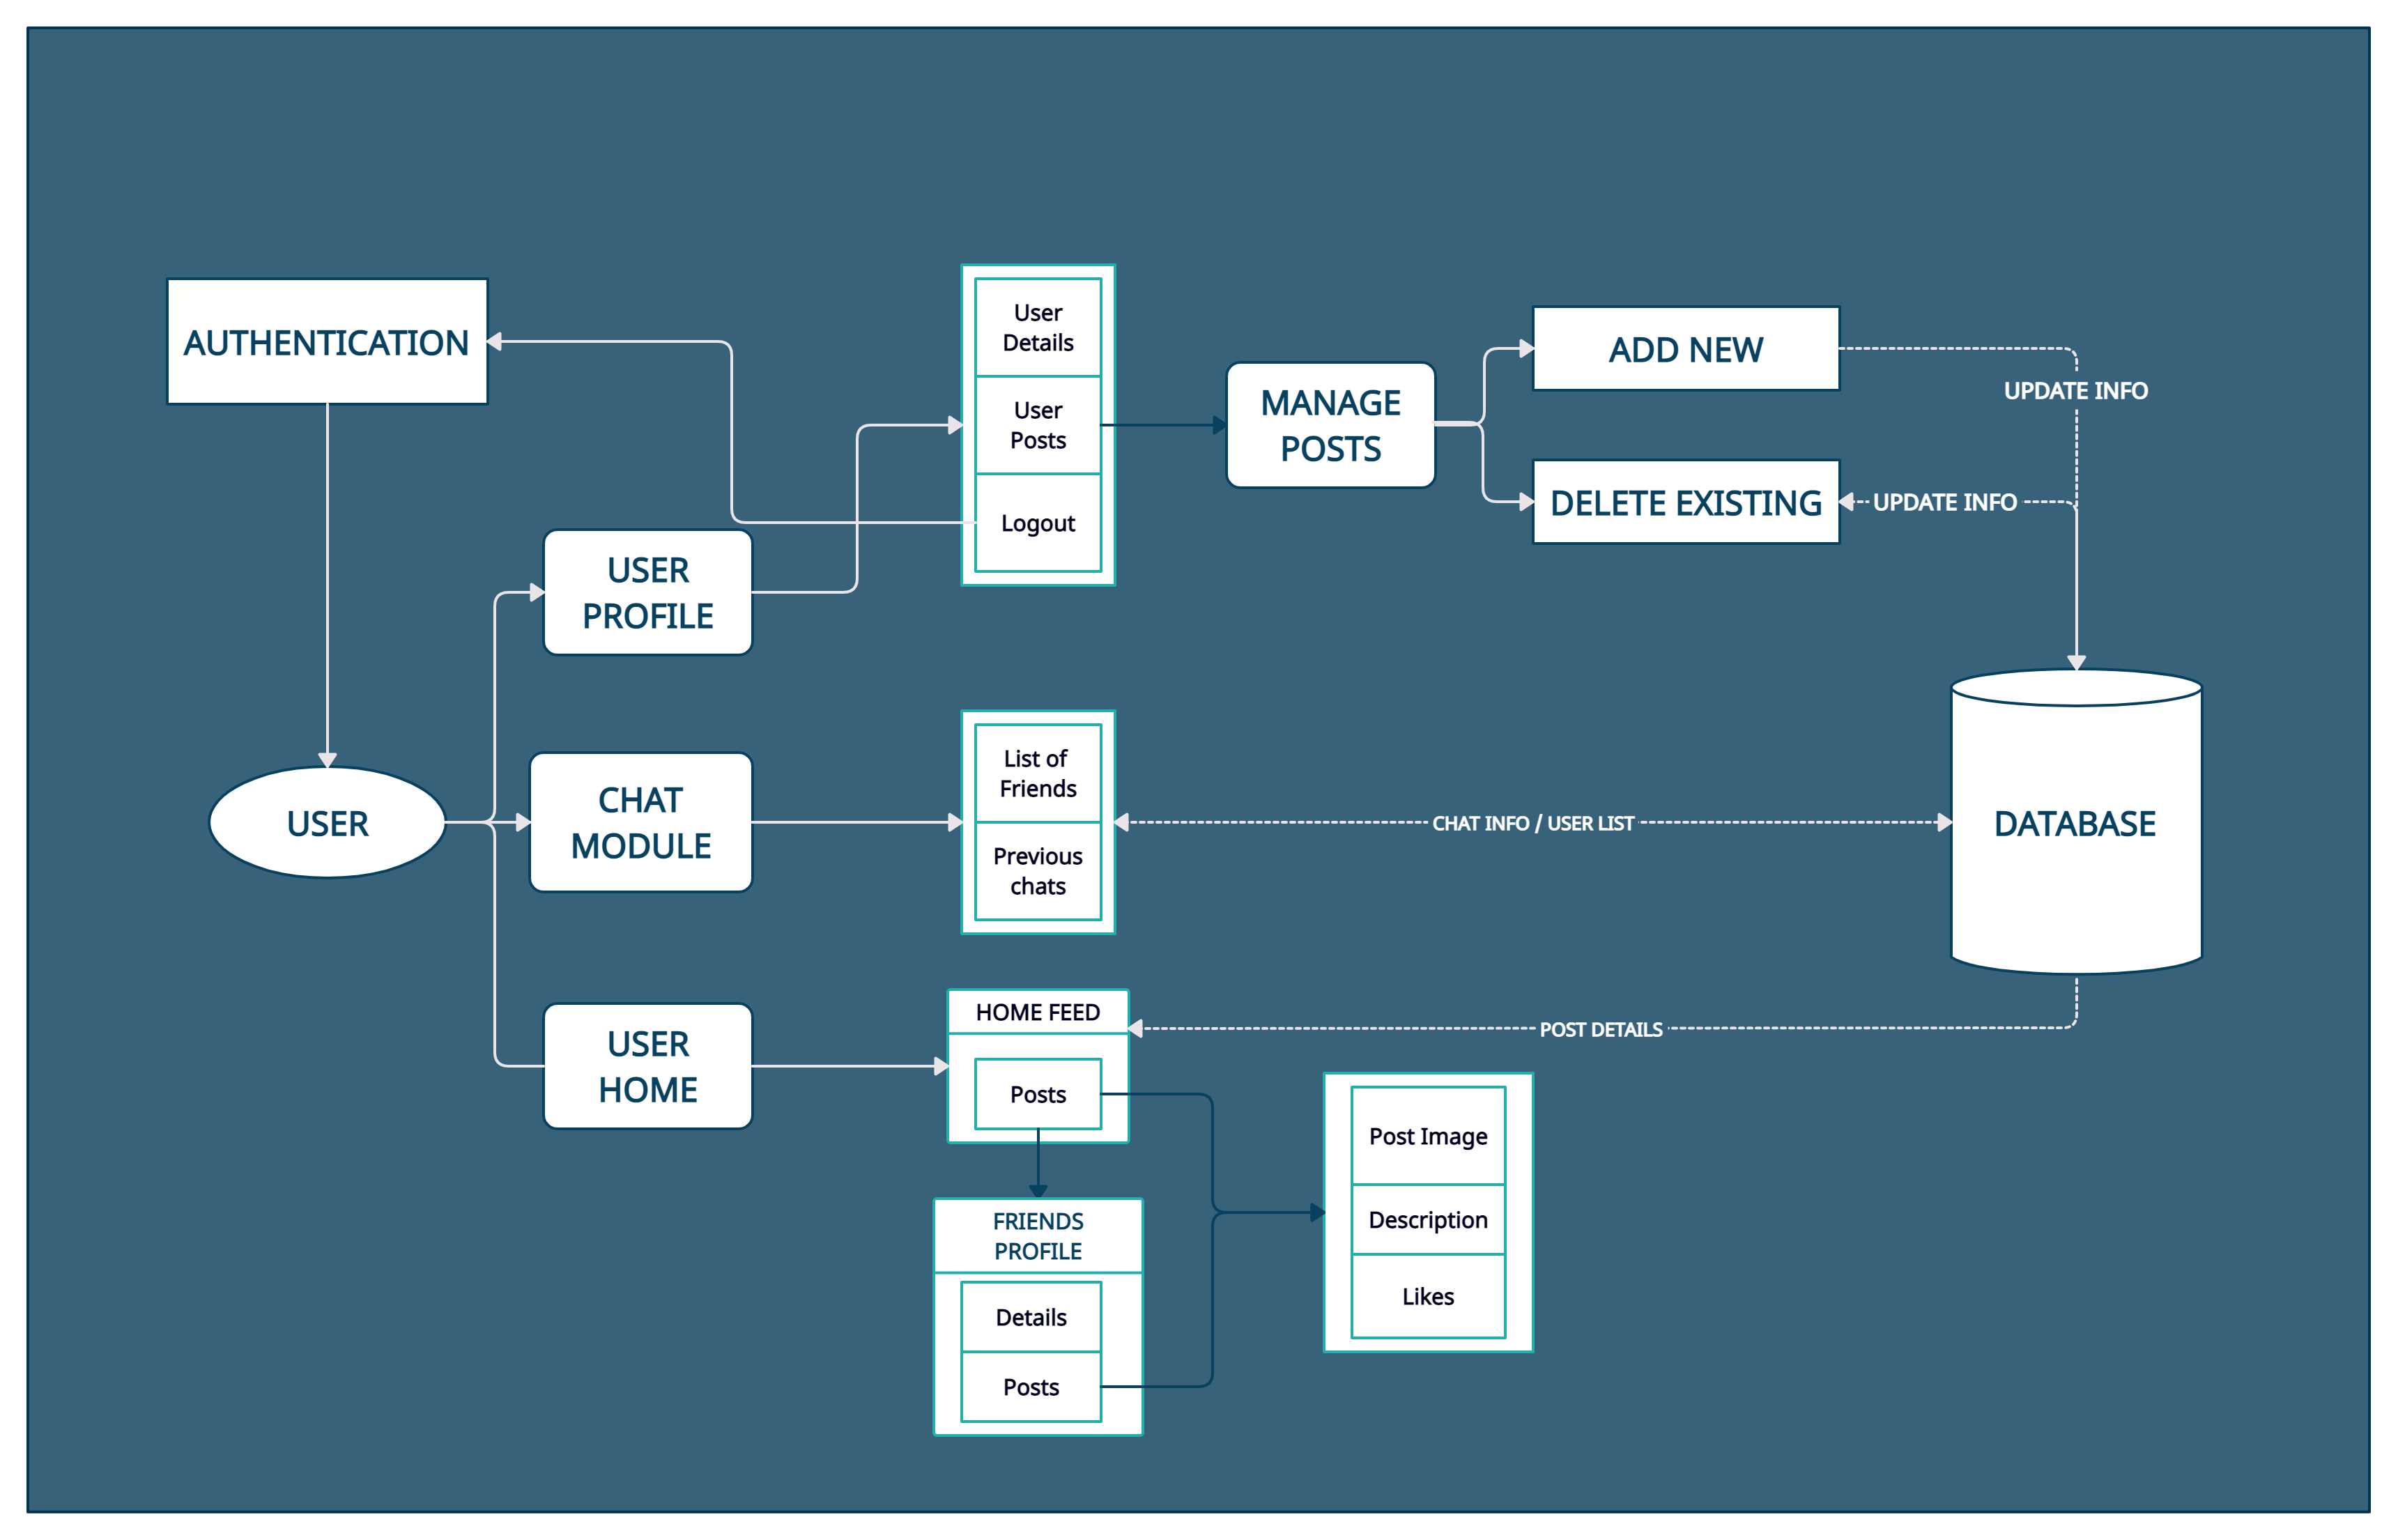 AUTHENTICATION
User
Details
User
Posts
Logout
MANAGE
POSTS
ADD NEW
UPDATE INFO
DELETE EXISTING
UPDATE INFO
USER
PROFILE
USER
CHAT
MODULE
List of
Friends
Previous
chats
CHAT INFO / USER LIST
DATABASE
USER
HOME
HOME FEED
Posts
POST DETAILS
FRIENDS
PROFILE
Details
Posts
Post Image
Description
Likes